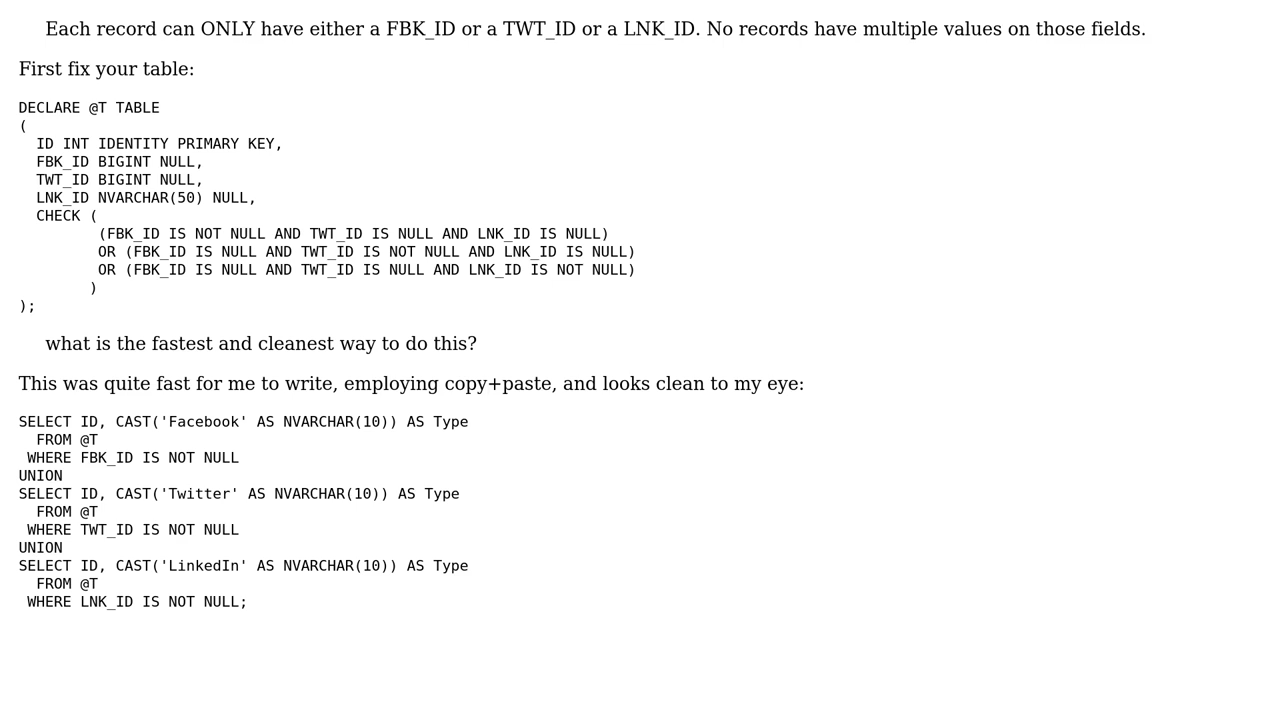 Each record can ONLY have either a FBK_ID or a TWT_ID or a LNK_ID. No records have multiple values on those fields.
First fix your table:
DECLARE @T TABLE
(
  ID INT IDENTITY PRIMARY KEY,
  FBK_ID BIGINT NULL,
  TWT_ID BIGINT NULL,
  LNK_ID NVARCHAR(50) NULL,
  CHECK (
         (FBK_ID IS NOT NULL AND TWT_ID IS NULL AND LNK_ID IS NULL)
         OR (FBK_ID IS NULL AND TWT_ID IS NOT NULL AND LNK_ID IS NULL)
         OR (FBK_ID IS NULL AND TWT_ID IS NULL AND LNK_ID IS NOT NULL)
        )
);
what is the fastest and cleanest way to do this?
This was quite fast for me to write, employing copy+paste, and looks clean to my eye:
SELECT ID, CAST('Facebook' AS NVARCHAR(10)) AS Type
  FROM @T
 WHERE FBK_ID IS NOT NULL
UNION
SELECT ID, CAST('Twitter' AS NVARCHAR(10)) AS Type
  FROM @T
 WHERE TWT_ID IS NOT NULL
UNION
SELECT ID, CAST('LinkedIn' AS NVARCHAR(10)) AS Type
  FROM @T
 WHERE LNK_ID IS NOT NULL;